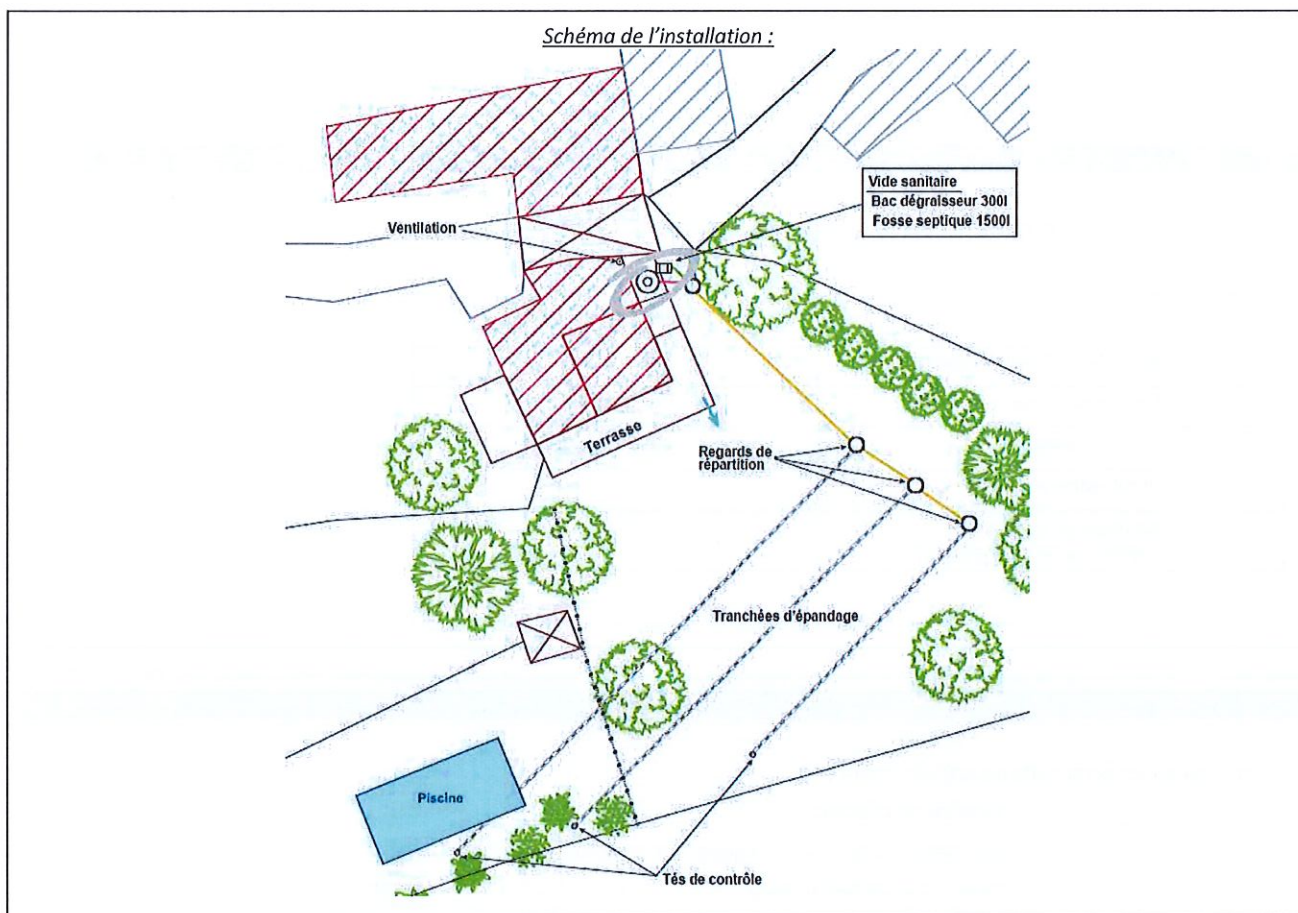 Schéma de l'installation :
Vide sanitaire
Bac dégraisseur 300l
Fosse septique 1500l
Ventilation
Terrasse
Regards de
répartition
Tranchées d'épandage
Piscine
Tés de contrôle